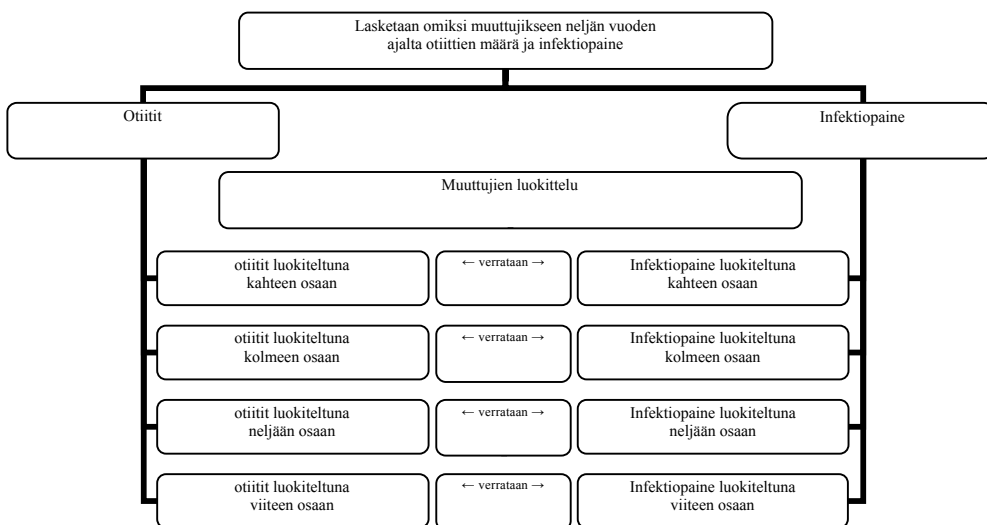 Lasketaan omiksi muuttujikseen neljän vuoden
ajalta otiittien määrä ja infektiopaine
Otiitit
Infektiopaine
Muuttujien luokittelu
otiitit luokiteltuna
kahteen osaan
← verrataan →
Infektiopaine luokiteltuna
kahteen osaan
otiitit luokiteltuna
kolmeen osaan
← verrataan →
Infektiopaine luokiteltuna
kolmeen osaan
otiitit luokiteltuna
neljään osaan
← verrataan →
Infektiopaine luokiteltuna
neljään osaan
otiitit luokiteltuna
viiteen osaan
← verrataan →
Infektiopaine luokiteltuna
viiteen osaan